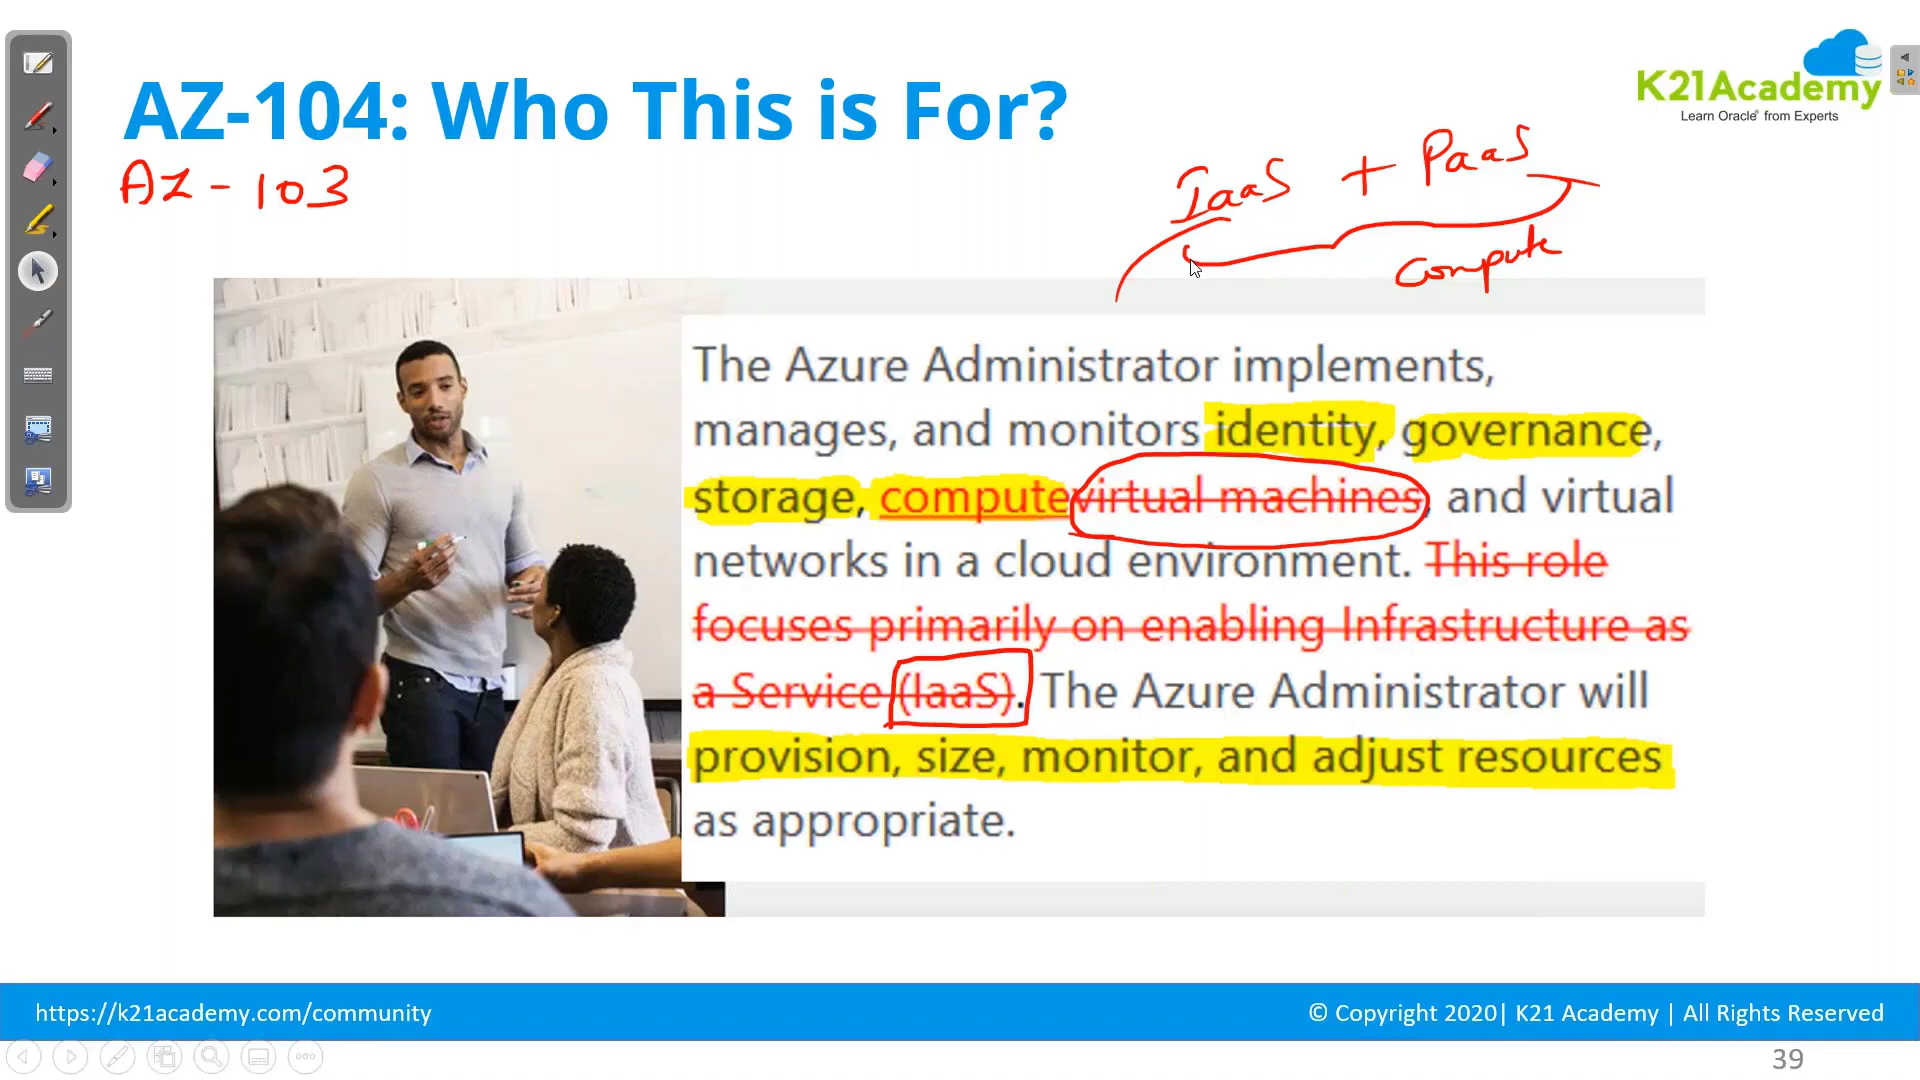 AZ-104: Who This is For?
K21Academy
Learn Oracle® from Experts
AZ - 103
IaaS + PaaS
Compute
The Azure Administrator implements,
manages, and monitors identity, governance,
storage, computevirtual machines, and virtual
networks in a cloud environment. This role
focuses primarily on enabling Infrastructure as
a Service (IaaS). The Azure Administrator will
provision, size, monitor, and adjust resources
as appropriate.
https://k21academy.com/community
© Copyright 2020| K21 Academy | All Rights Reserved
39